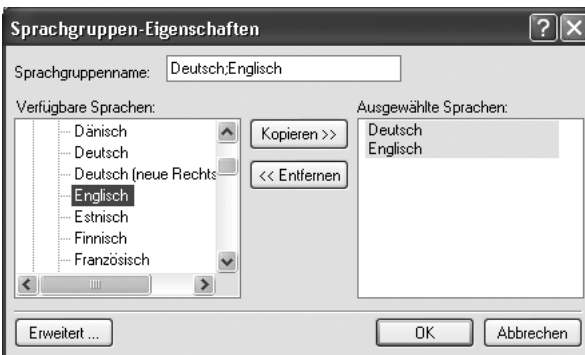 Sprachgruppen-Eigenschaften
Sprachgruppenname: Deutsch;Englisch
Verfügbare Sprachen:
Dänisch
Deutsch
Deutsch (neue Rechts
Englisch
Estnisch
Finnisch
Französisch
Kopieren >>
<< Entfernen
Ausgewählte Sprachen:
Deutsch
Englisch
Erweitert ...
OK
Abbrechen